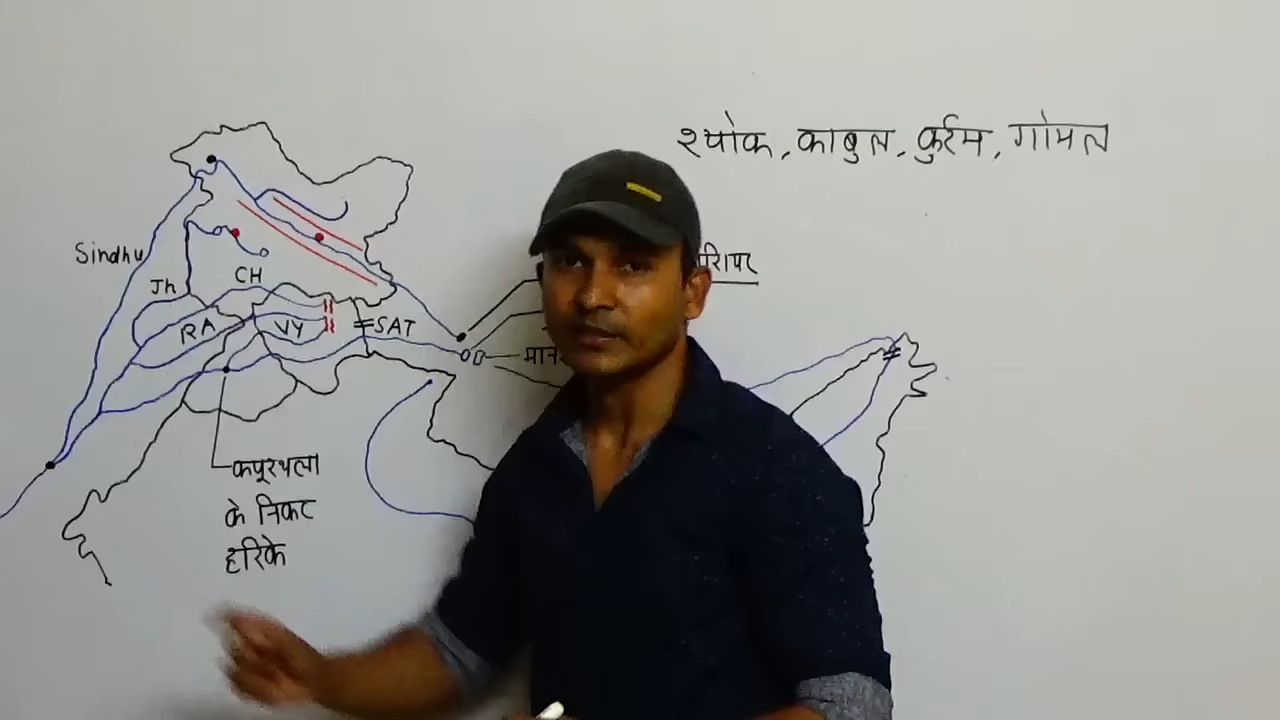 श्योक, काबुल, कुर्रम, गोमल
Sindhu
Jh
CH
RA
VY
SAT
कपूरथला
के निकट
हरिके